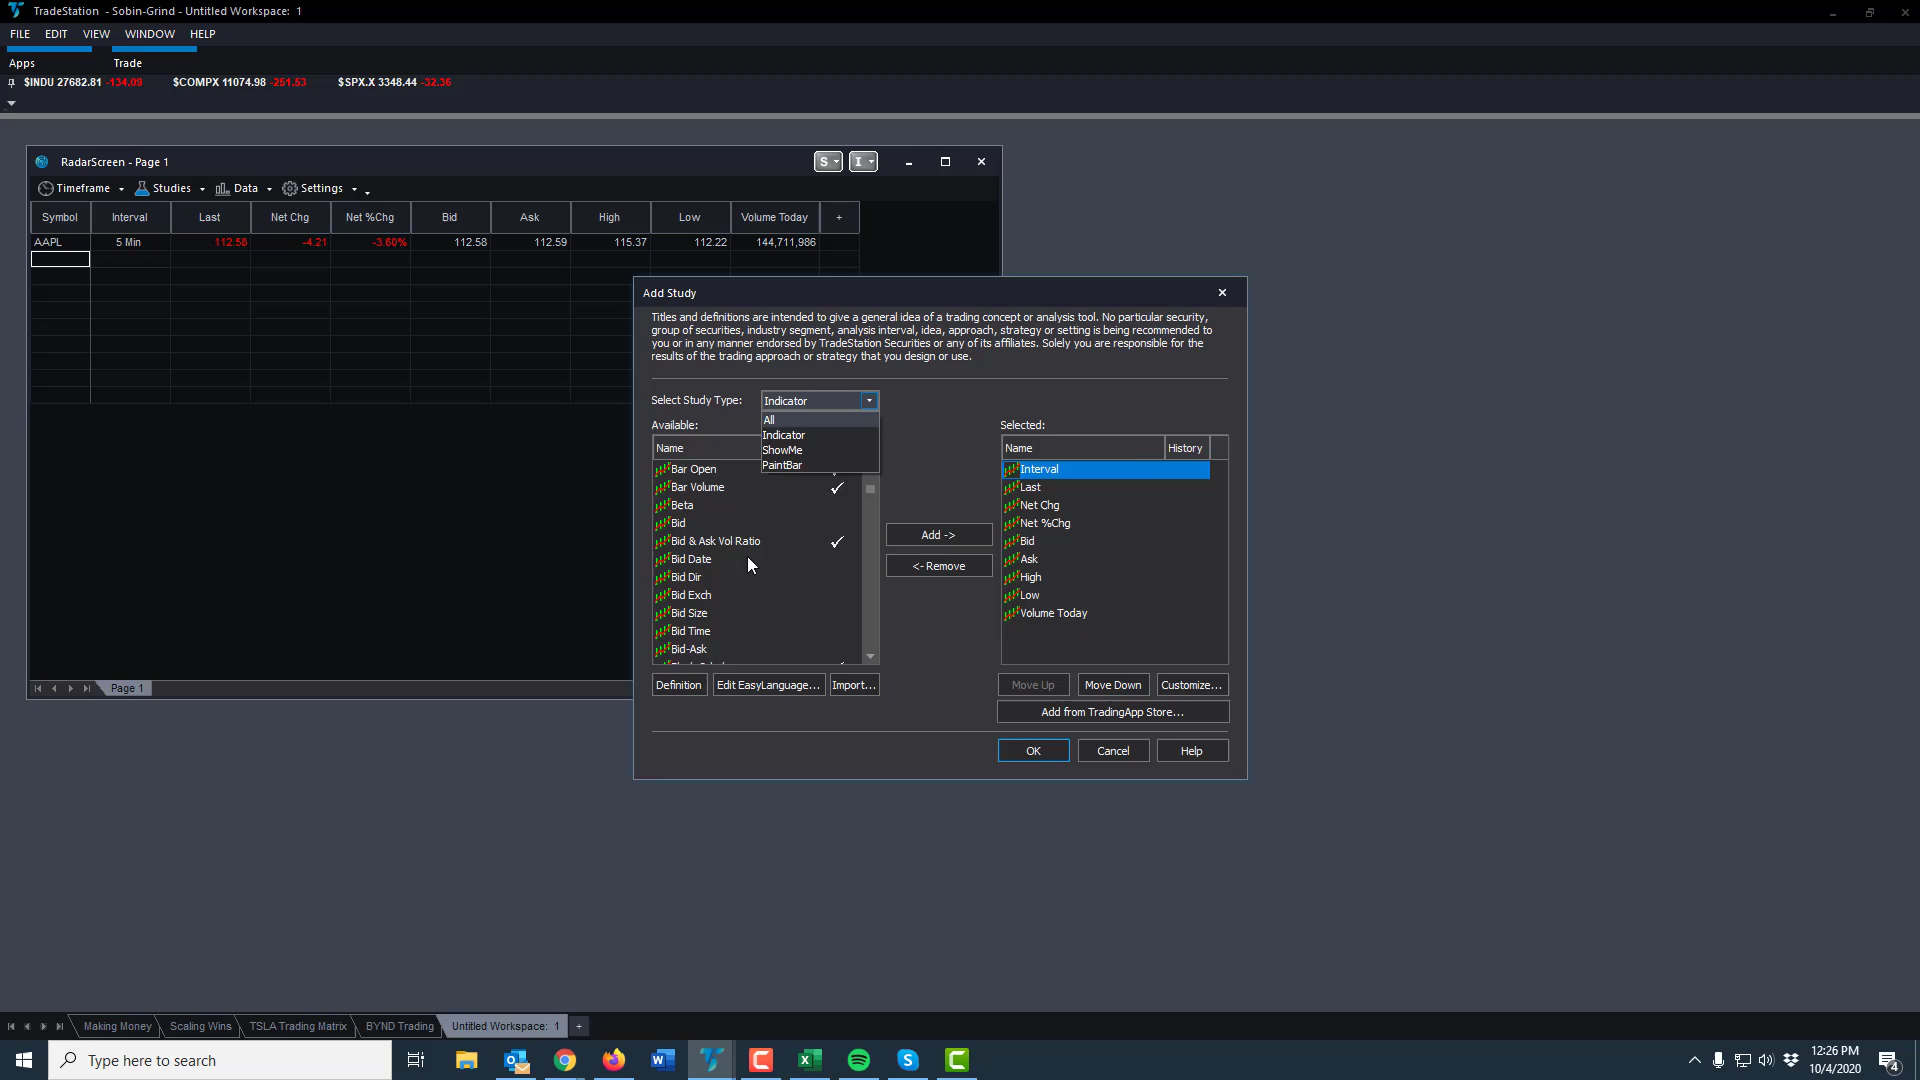 TradeStation - Sobin-Grind - Untitled Workspace: 1
FILE EDIT VIEW WINDOW HELP
Apps Trade
$INDU 27682.81 -134.09 $COMPX 11074.98 -251.53 $SPX.X 3348.44 -32.36
RadarScreen - Page 1
S I
Timeframe Studies Data Settings
Symbol Interval Last Net Chg Net %Chg Bid Ask High Low Volume Today +
AAPL 5 Min 112.58 -4.21 -3.60% 112.58 112.59 115.37 112.22 144,711,986
Page 1
Add Study
Titles and definitions are intended to give a general idea of a trading concept or analysis tool. No particular security,
group of securities, industry segment, analysis interval, idea, approach, strategy or setting is being recommended to
you or in any manner endorsed by TradeStation Securities or any of its affiliates. Solely you are responsible for the
results of the trading approach or strategy that you design or use.
Select Study Type: Indicator
All
Indicator
ShowMe
PaintBar
Available:
Name
Bar Open
Bar Volume
Beta
Bid
Bid & Ask Vol Ratio
Bid Date
Bid Dir
Bid Exch
Bid Size
Bid Time
Bid-Ask
Add ->
<- Remove
Selected:
Name History
Interval
Last
Net Chg
Net %Chg
Bid
Ask
High
Low
Volume Today
Definition Edit EasyLanguage... Import...
Move Up Move Down Customize...
Add from TradingApp Store...
OK Cancel Help
Making Money Scaling Wins TSLA Trading Matrix BYND Trading Untitled Workspace: 1 +
Type here to search
12:26 PM
10/4/2020
4